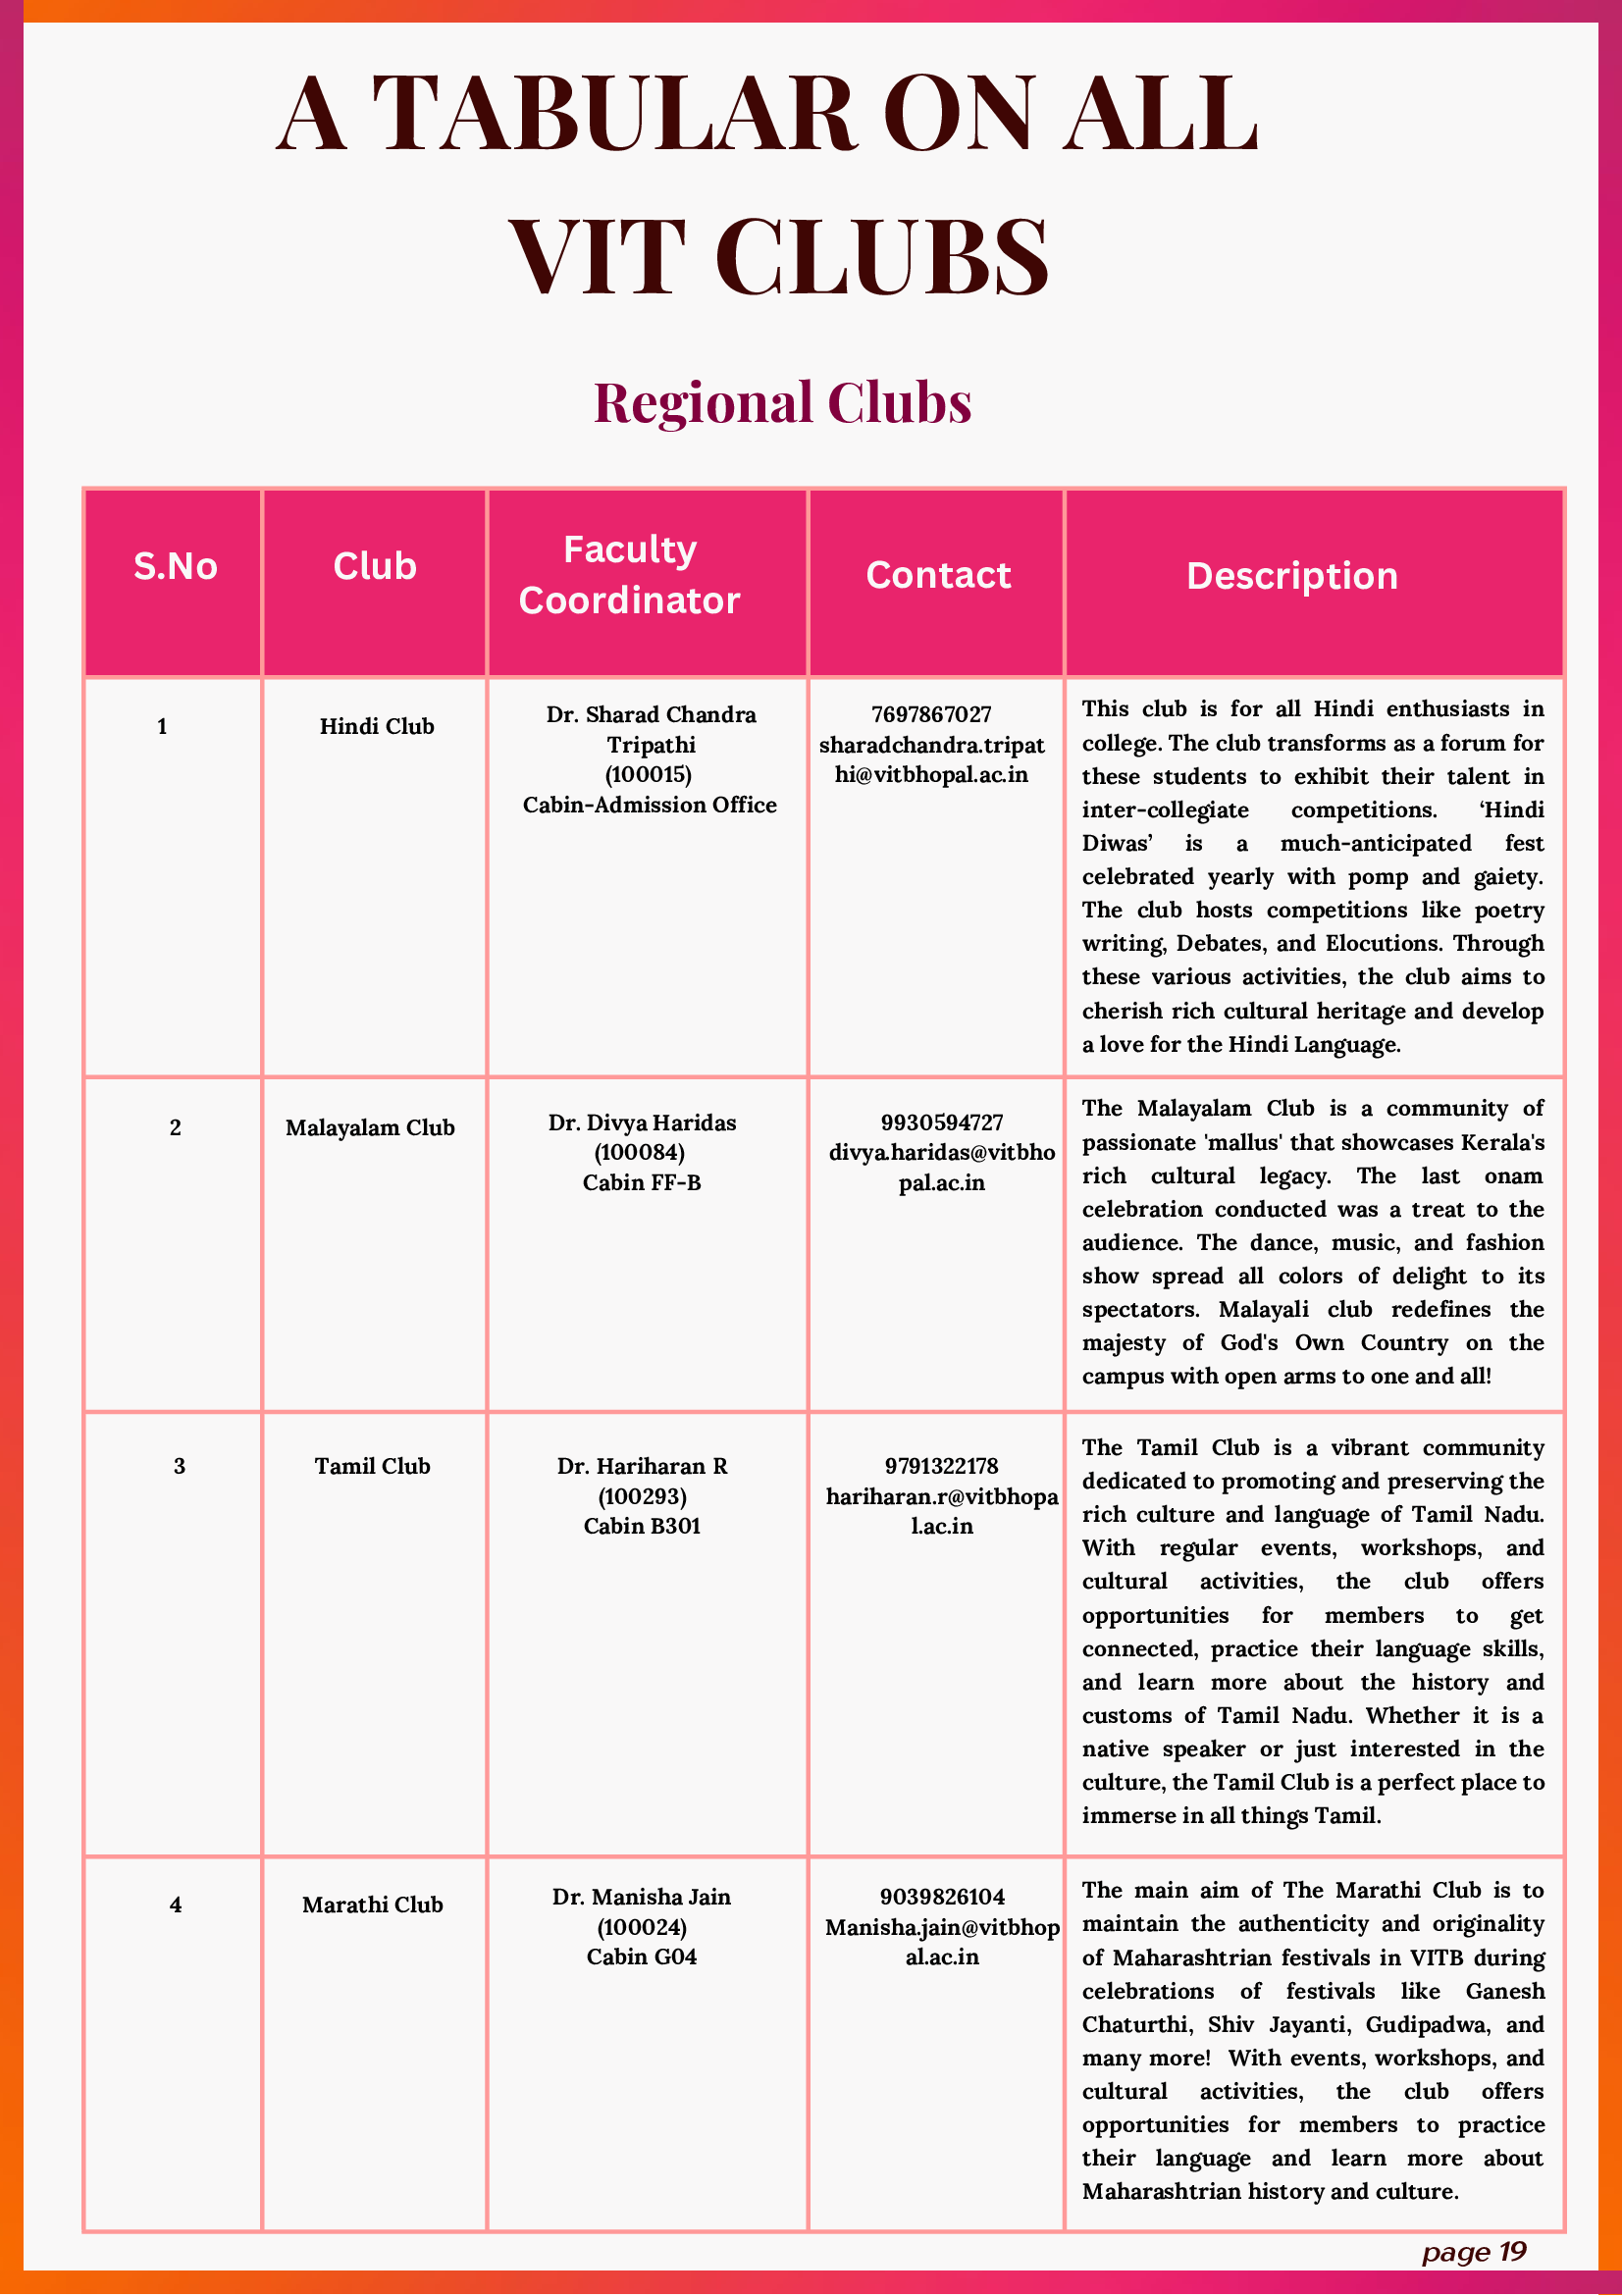 A TABULAR ON ALL
VIT CLUBS
Regional Clubs
S.No
Club
Faculty
Coordinator
Contact
Description
1
Hindi Club
Dr. Sharad Chandra
Tripathi
(100015)
Cabin-Admission Office
7697867027
sharadchandra.tripat
hi@vitbhopal.ac.in
This club is for all Hindi enthusiasts in
college. The club transforms as a forum for
these students to exhibit their talent in
inter-collegiate competitions. ‘Hindi
Diwas’ is a much-anticipated fest
celebrated yearly with pomp and gaiety.
The club hosts competitions like poetry
writing, Debates, and Elocutions. Through
these various activities, the club aims to
cherish rich cultural heritage and develop
a love for the Hindi Language.
2
Malayalam Club
Dr. Divya Haridas
(100084)
Cabin FF-B
9930594727
divya.haridas@vitbho
pal.ac.in
The Malayalam Club is a community of
passionate 'mallus' that showcases Kerala's
rich cultural legacy. The last onam
celebration conducted was a treat to the
audience. The dance, music, and fashion
show spread all colors of delight to its
spectators. Malayali club redefines the
majesty of God's Own Country on the
campus with open arms to one and all!
3
Tamil Club
Dr. Hariharan R
(100293)
Cabin B301
9791322178
hariharan.r@vitbhopa
l.ac.in
The Tamil Club is a vibrant community
dedicated to promoting and preserving the
rich culture and language of Tamil Nadu.
With regular events, workshops, and
cultural activities, the club offers
opportunities for members to get
connected, practice their language skills,
and learn more about the history and
customs of Tamil Nadu. Whether it is a
native speaker or just interested in the
culture, the Tamil Club is a perfect place to
immerse in all things Tamil.
4
Marathi Club
Dr. Manisha Jain
(100024)
Cabin G04
9039826104
Manisha.jain@vitbhop
al.ac.in
The main aim of The Marathi Club is to
maintain the authenticity and originality
of Maharashtrian festivals in VITB during
celebrations of festivals like Ganesh
Chaturthi, Shiv Jayanti, Gudipadwa, and
many more! With events, workshops, and
cultural activities, the club offers
opportunities for members to practice
their language and learn more about
Maharashtrian history and culture.
page 19